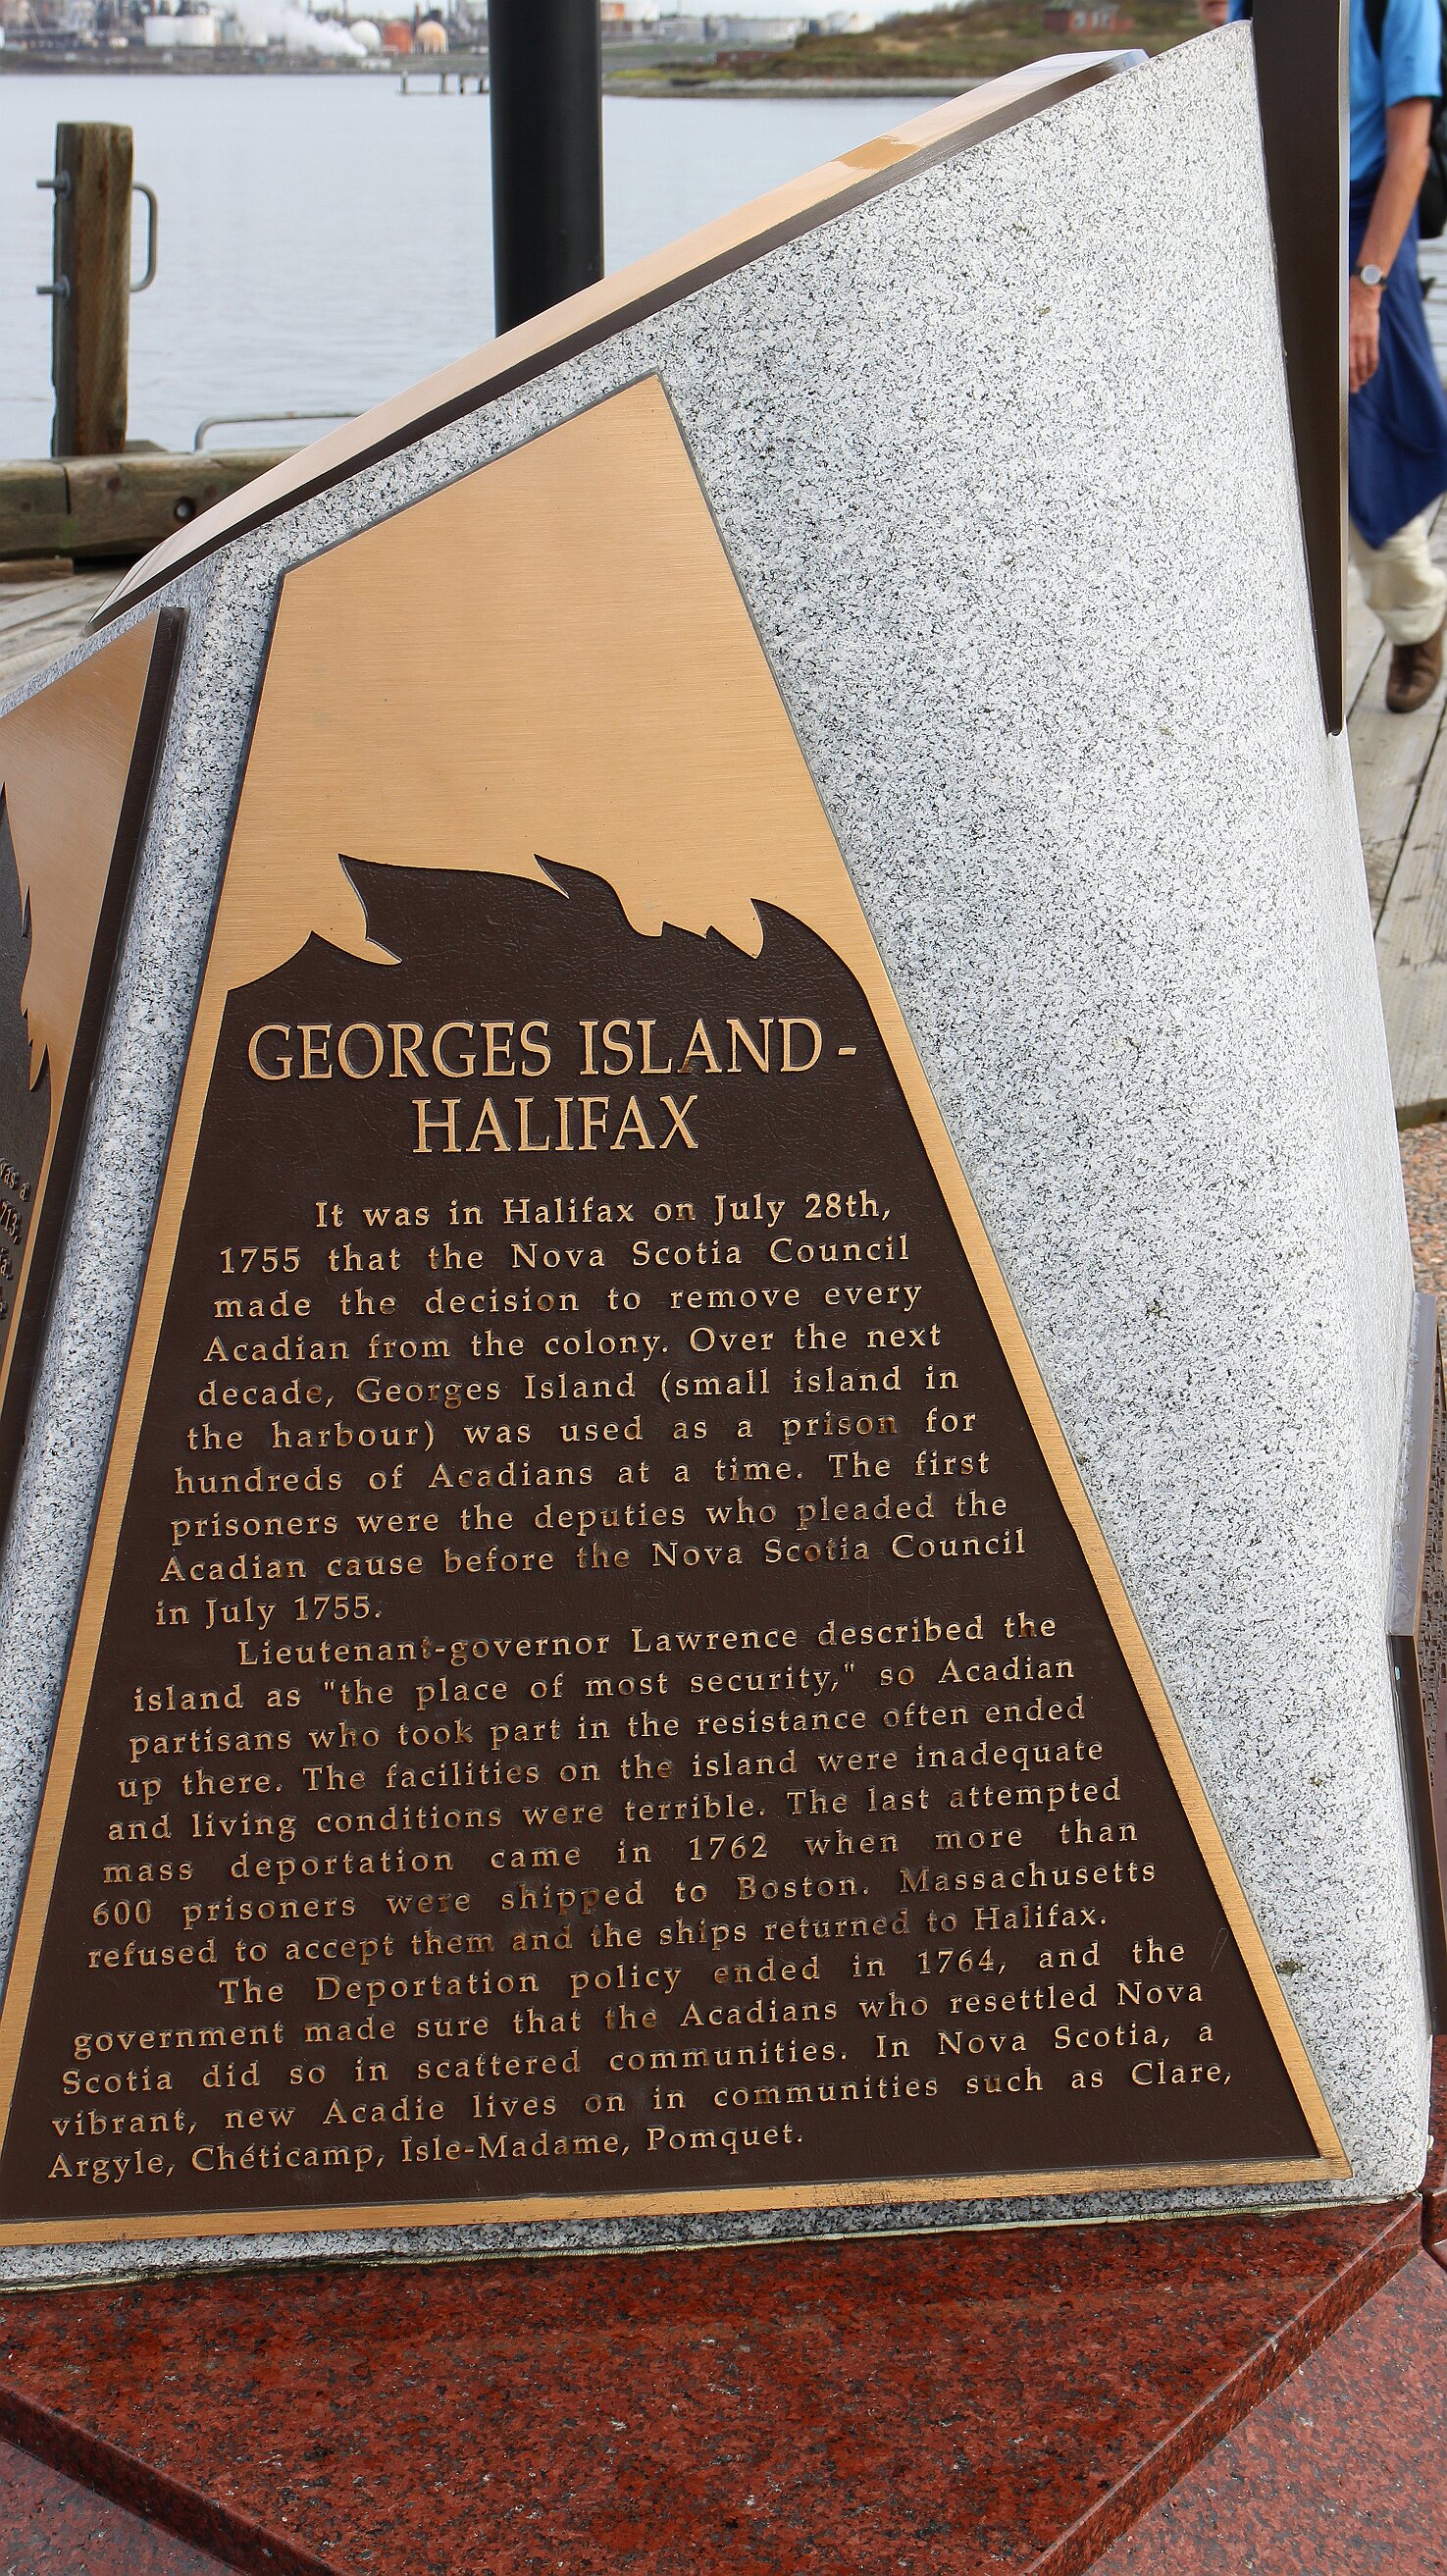 GEORGES ISLAND -
HALIFAX
It was in Halifax on July 28th,
1755 that the Nova Scotia Council
made the decision to remove every
Acadian from the colony. Over the next
decade, Georges Island (small island in
the harbour) was used as a prison for
hundreds of Acadians at a time. The first
prisoners were the deputies who pleaded the
Acadian cause before the Nova Scotia Council
in July 1755.
Lieutenant-governor Lawrence described the
island as "the place of most security," so Acadian
partisans who took part in the resistance often ended
up there. The facilities on the island were inadequate
and living conditions were terrible. The last attempted
mass deportation came in 1762 when more than
600 prisoners were shipped to Boston. Massachusetts
refused to accept them and the ships returned to Halifax.
The Deportation policy ended in 1764, and the
government made sure that the Acadians who resettled Nova
Scotia did so in scattered communities. In Nova Scotia, a
vibrant, new Acadie lives on in communities such as Clare,
Argyle, Chéticamp, Isle-Madame, Pomquet.